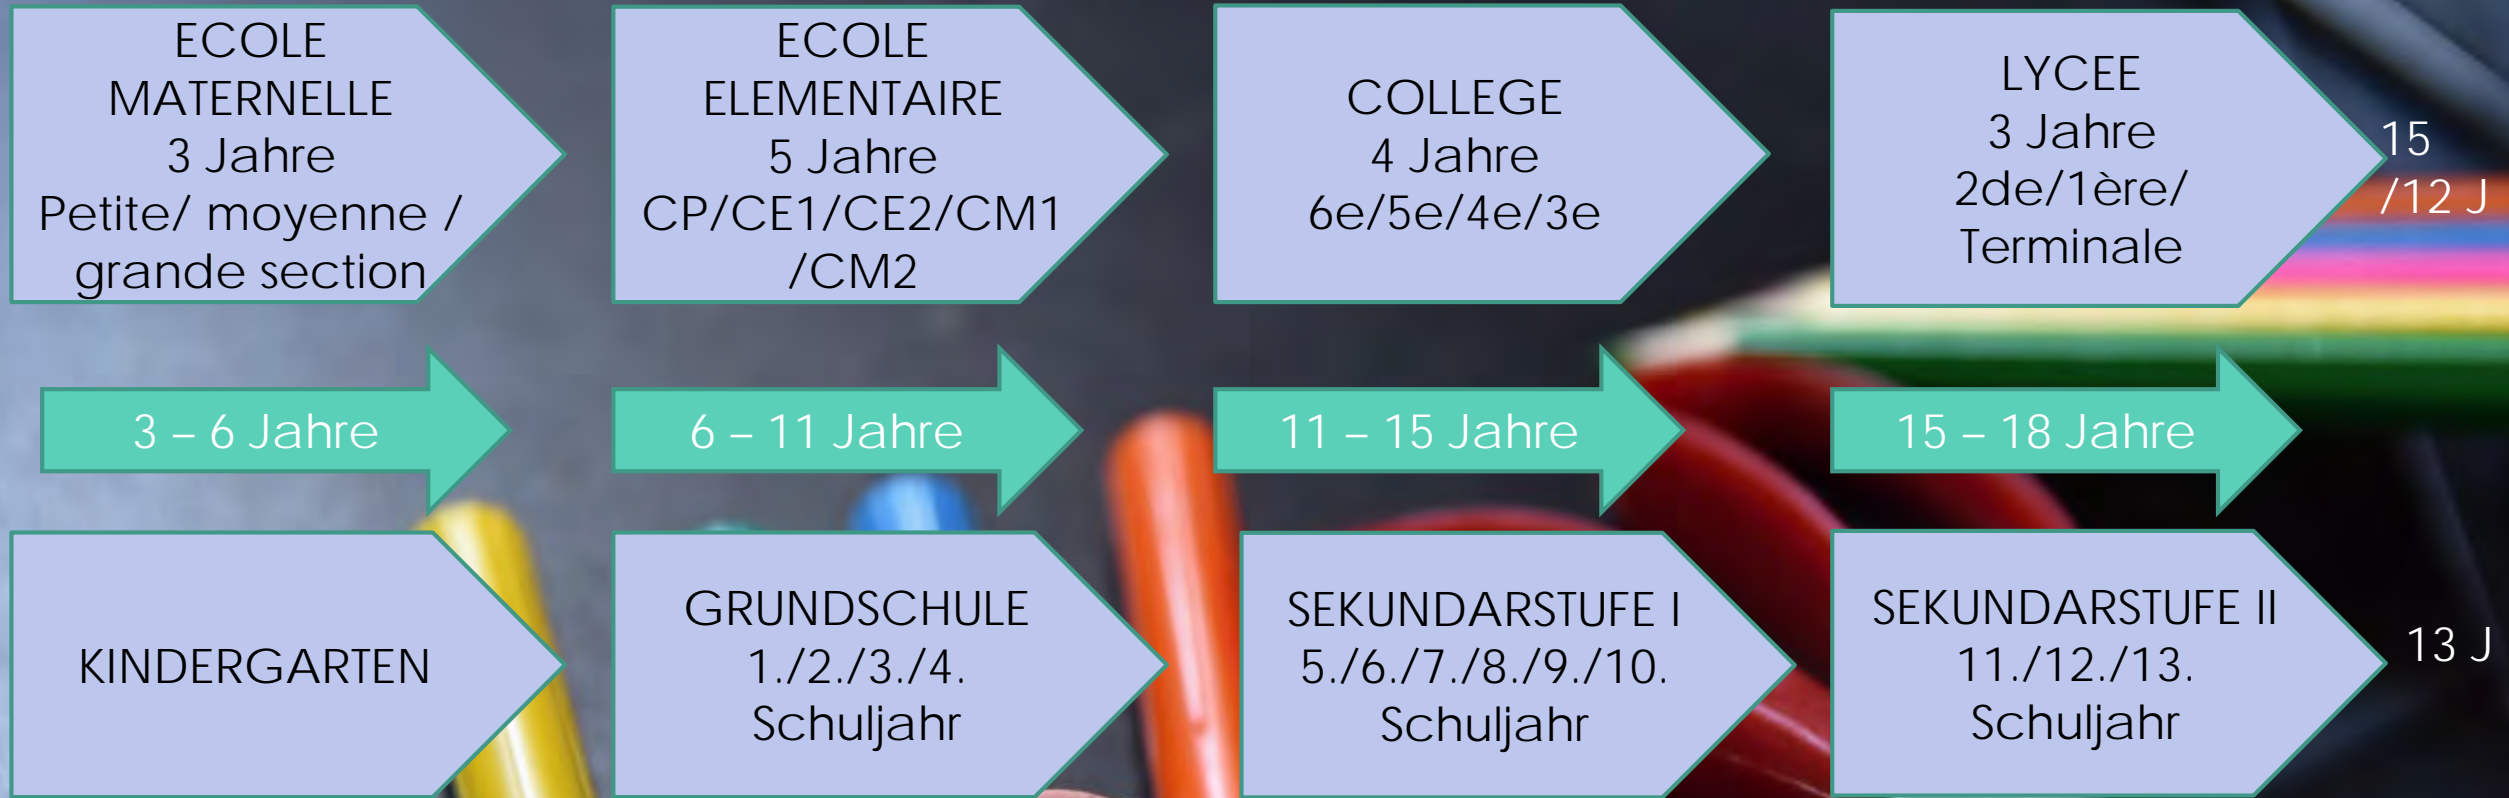 ECOLE
MATERNELLE
3 Jahre
Petite/ moyenne /
grande section
ECOLE
ELEMENTAIRE
5 Jahre
CP/CE1/CE2/CM1
/CM2
COLLEGE
4 Jahre
6e/5e/4e/3e
LYCEE
3 Jahre
2de/1ère/
Terminale
15
/12 J
3 – 6 Jahre
6 – 11 Jahre
11 – 15 Jahre
15 – 18 Jahre
KINDERGARTEN
GRUNDSCHULE
1./2./3./4.
Schuljahr
SEKUNDARSTUFE I
5./6./7./8./9./10.
Schuljahr
SEKUNDARSTUFE II
11./12./13.
Schuljahr
13 J